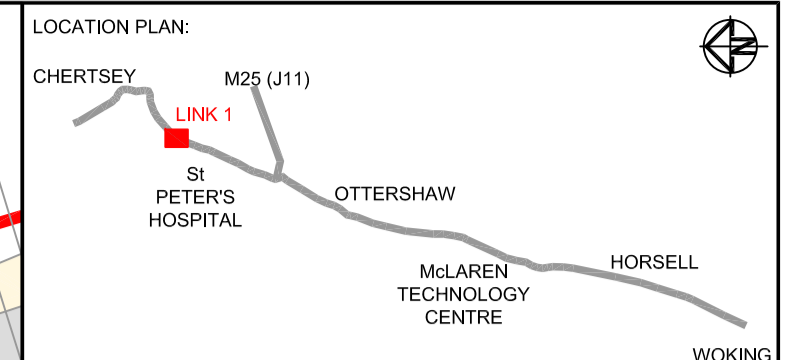 LOCATION PLAN:
N
CHERTSEY
M25 (J11)
LINK 1
St
PETER'S
HOSPITAL
OTTERSHAW
McLAREN
TECHNOLOGY
CENTRE
HORSELL
WOKING